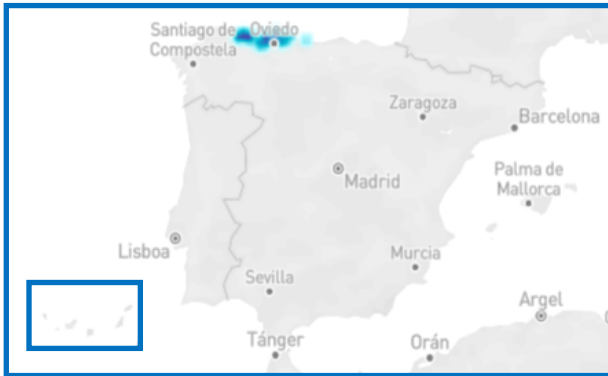 Santiago de
Compostela
Oviedo
Zaragoza
Barcelona
Madrid
Palma de
Mallorca
Lisboa
Sevilla
Murcia
Argel
Tánger
Orán